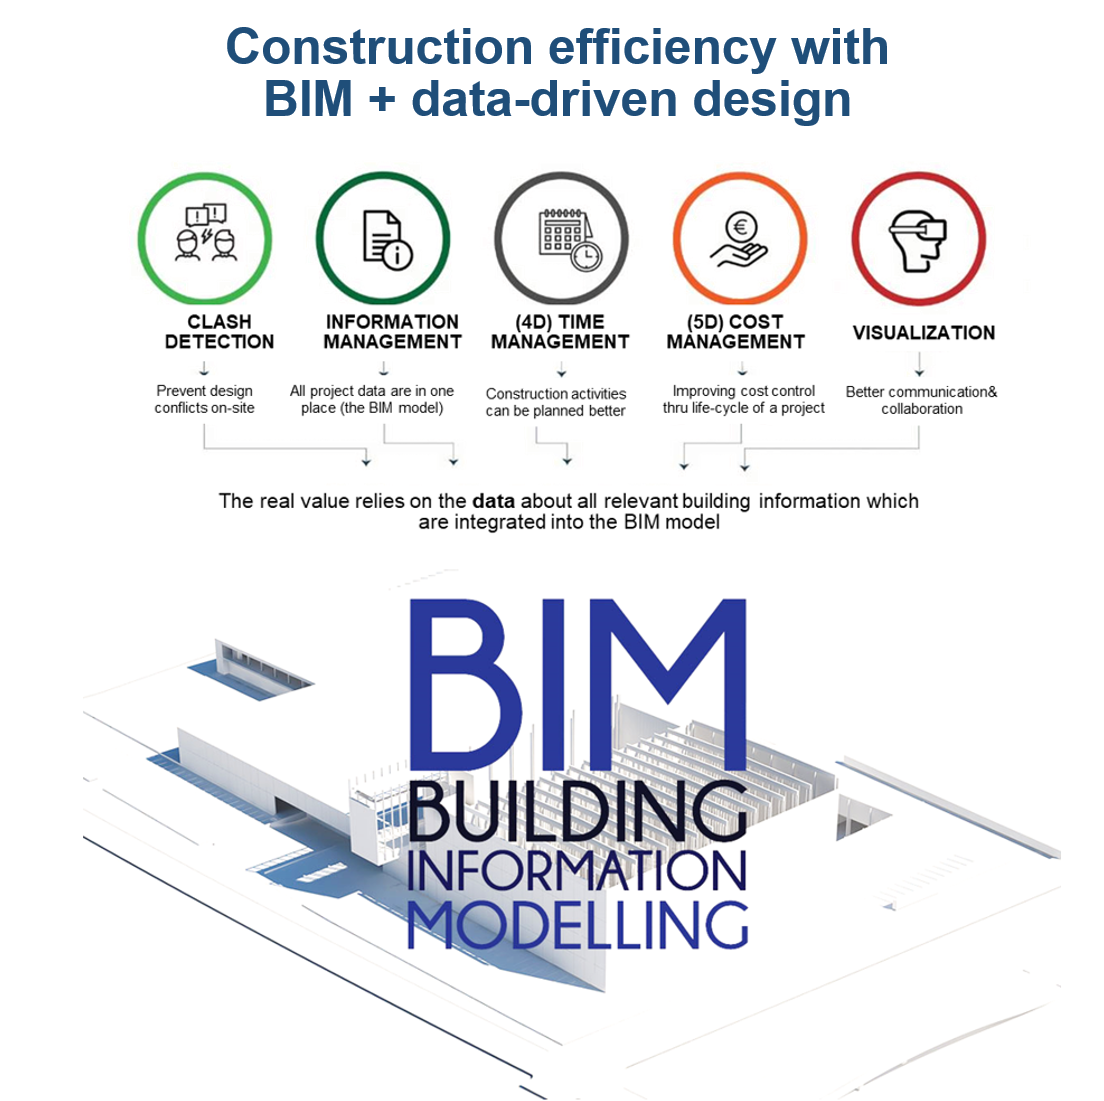 Construction efficiency with
BIM + data-driven design
CLASH
DETECTION
INFORMATION
MANAGEMENT
(4D) TIME
MANAGEMENT
(5D) COST
MANAGEMENT
VISUALIZATION
Prevent design
conflicts on-site
All project data are in one
place (the BIM model)
Construction activities
can be planned better
Improving cost control
thru life-cycle of a project
Better communication&
collaboration
The real value relies on the data about all relevant building information which
are integrated into the BIM model
BIM
BUILDING
INFORMATION
MODELLING